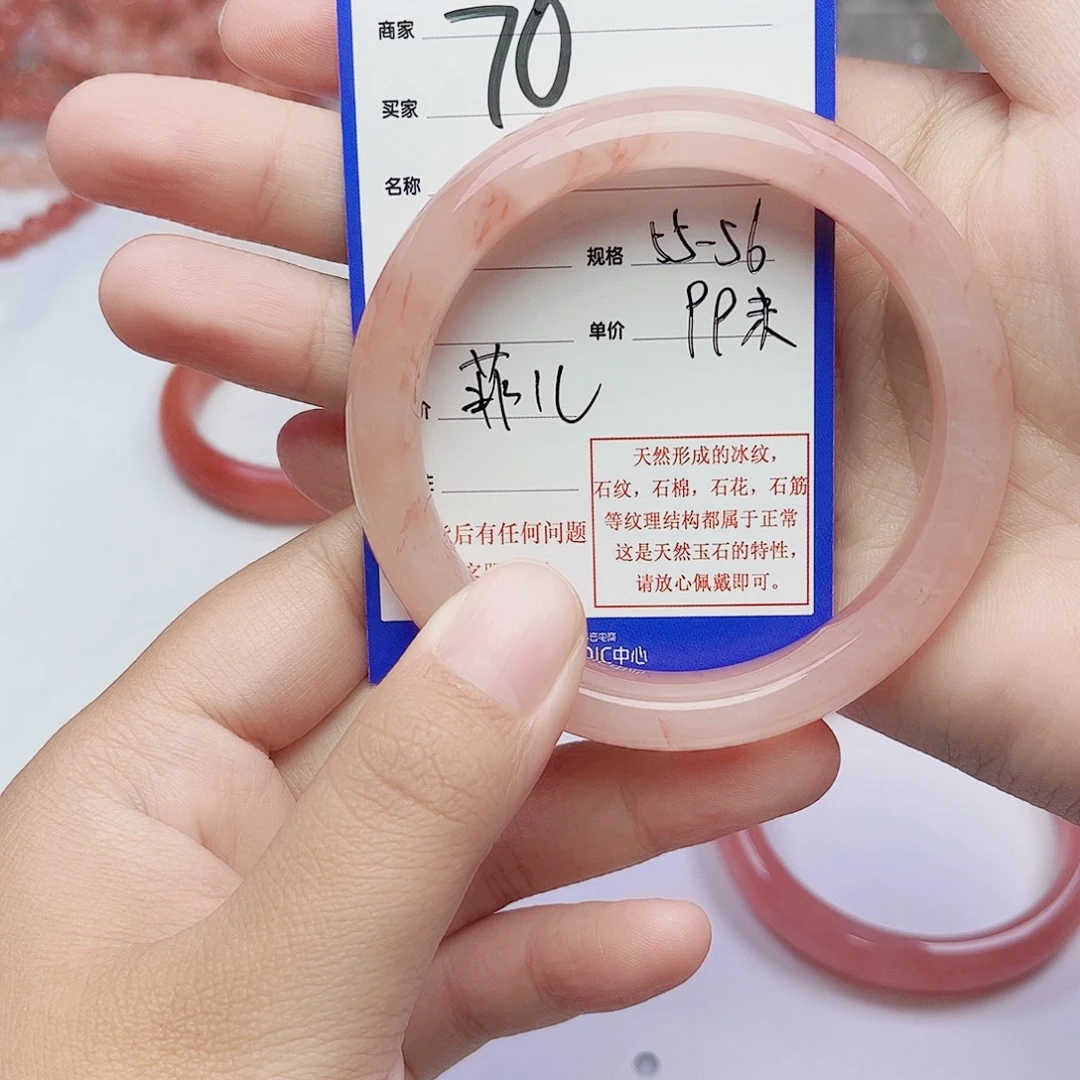 商家 70
买家
名称
规格 55-56
单价 PP未
菲儿
天然形成的冰纹,
石纹,石棉,石花,石筋
等纹理结构都属于正常
这是天然玉石的特性,
请放心佩戴即可。
后有任何问题
中心